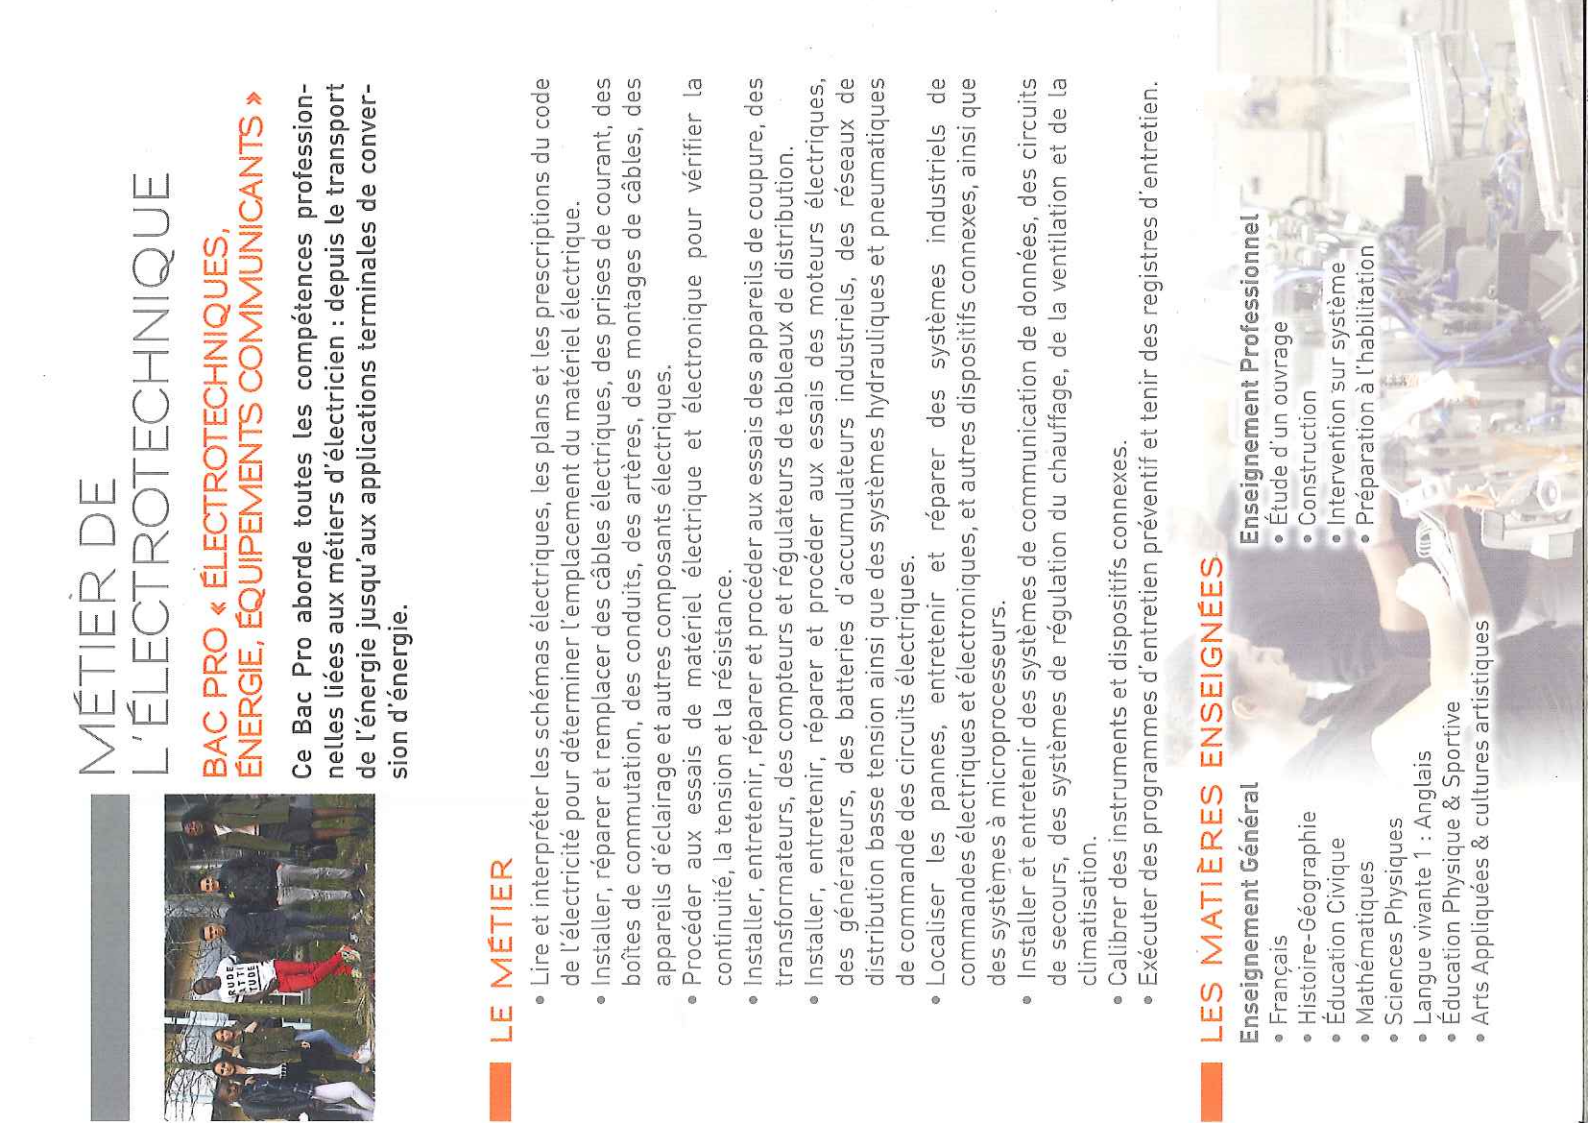 MÉTIER DE
L'ÉLECTROTECHNIQUE
BAC PRO « ÉLECTROTECHNIQUES,
ÉNERGIE, ÉQUIPEMENTS COMMUNICANTS »
Ce Bac Pro aborde toutes les compétences profession-
nelles liées aux métiers d'électricien : depuis le transport
de l'énergie jusqu'aux applications terminales de conver-
sion d'énergie.
RUDE
ATTI
TUDE
LE MÉTIER
• Lire et interpréter les schémas électriques, les plans et les prescriptions du code
de l'électricité pour déterminer l'emplacement du matériel électrique.
• Installer, réparer et remplacer des câbles électriques, des prises de courant, des
boîtes de commutation, des conduits, des artères, des montages de câbles, des
appareils d'éclairage et autres composants électriques.
• Procéder aux essais de matériel électrique et électronique pour vérifier la
continuité, la tension et la résistance.
• Installer, entretenir, réparer et procéder aux essais des appareils de coupure, des
transformateurs, des compteurs et régulateurs de tableaux de distribution.
• Installer, entretenir, réparer et procéder aux essais des moteurs électriques,
des générateurs, des batteries d'accumulateurs industriels, des réseaux de
distribution basse tension ainsi que des systèmes hydrauliques et pneumatiques
de commande des circuits électriques.
• Localiser les pannes, entretenir et réparer des systèmes industriels de
commandes électriques et électroniques, et autres dispositifs connexes, ainsi que
des systèmes à microprocesseurs.
• Installer et entretenir des systèmes de communication de données, des circuits
de secours, des systèmes de régulation du chauffage, de la ventilation et de la
climatisation.
• Calibrer des instruments et dispositifs connexes.
• Exécuter des programmes d'entretien préventif et tenir des registres d'entretien.
LES MATIÈRES ENSEIGNÉES
Enseignement Général
• Français
• Histoire-Géographie
• Éducation Civique
• Mathématiques
• Sciences Physiques
• Langue vivante 1 : Anglais
• Éducation Physique & Sportive
• Arts Appliquées & cultures artistiques
Enseignement Professionnel
• Étude d'un ouvrage
• Construction
• Intervention sur système
• Préparation à l'habilitation